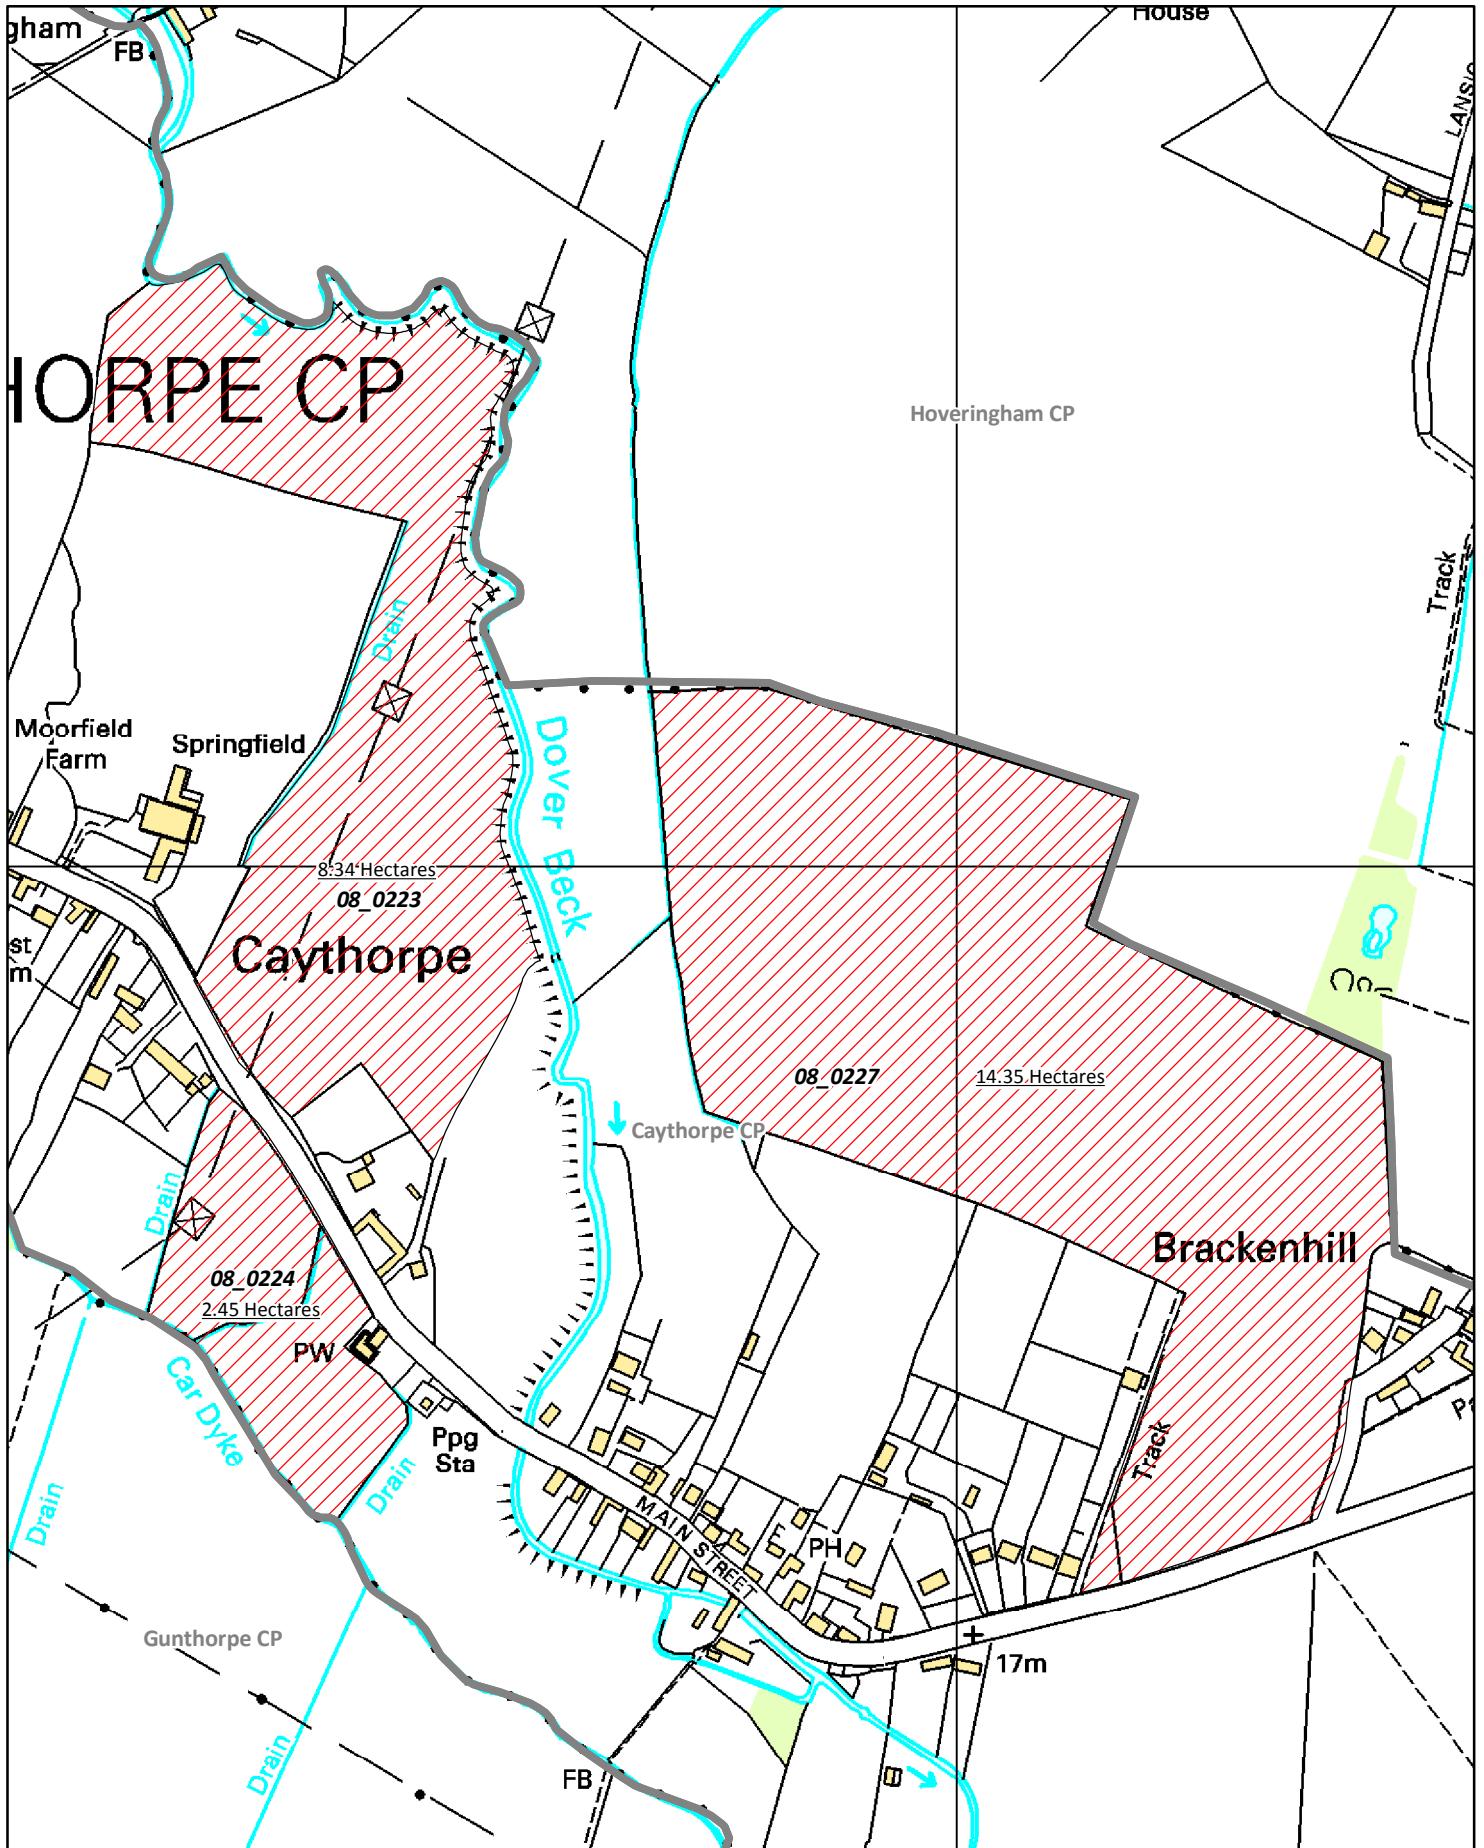 gham
FB
House
LANSIC
HORPE CP
Hoveringham CP
Track
Drain
Moorfield
Farm
Springfield
Dover Beck
8.34 Hectares
08_0223
Caythorpe
st
m
08_0227
14.35 Hectares
Caythorpe CP
Drain
Brackenhill
08_0224
2.45 Hectares
PW
Car Dyke
Ppg
Sta
Drain
Drain
Track
MAIN STREET
PH
Gunthorpe CP
17m
Drain
FB